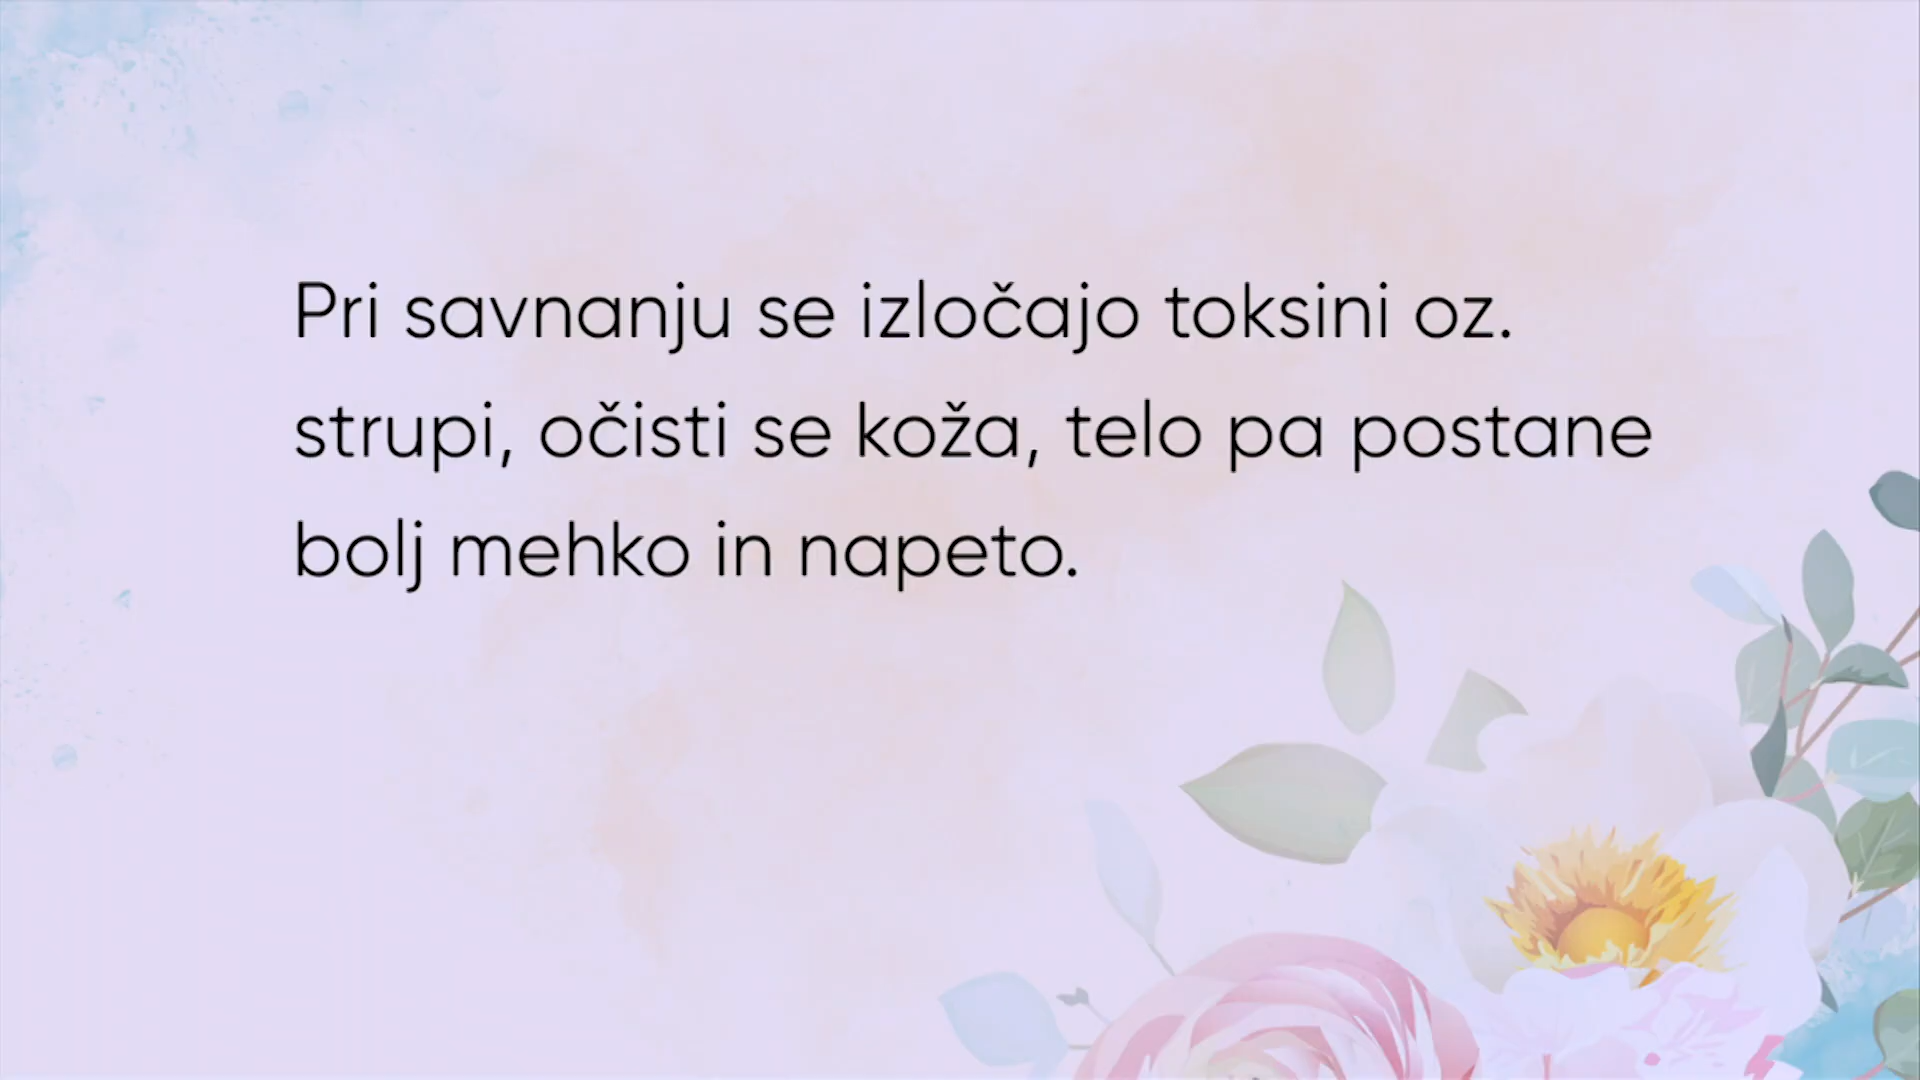 Pri savnanju se izločajo toksini oz.
strupi, očisti se koža, telo pa postane
bolj mehko in napeto.